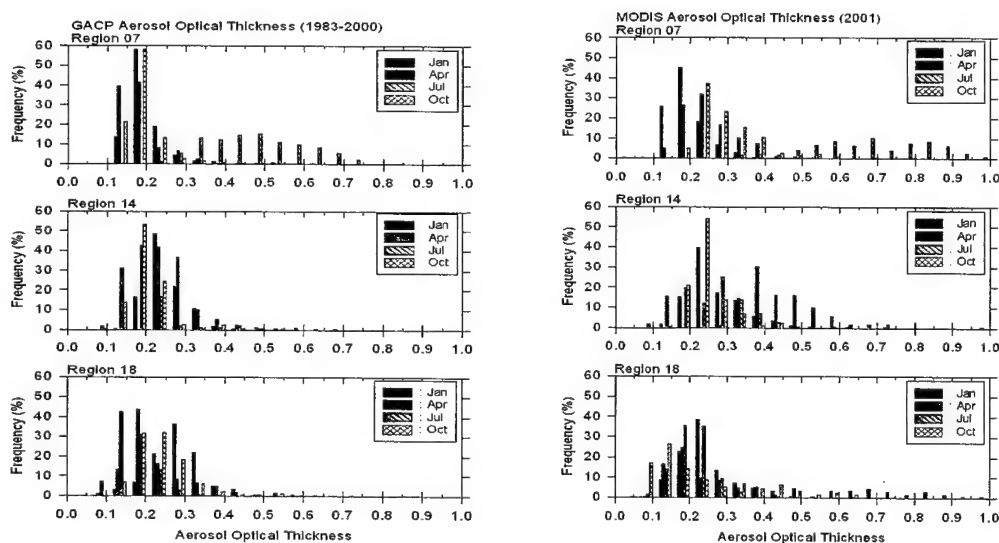 GACP Aerosol Optical Thickness (1983-2000)
Region 07
Frequency (%)
60
50
40
30
20
10
0
Jan
Apr
Jul
Oct
0.0 0.1 0.2 0.3 0.4 0.5 0.6 0.7 0.8 0.9 1.0
Region 14
Frequency (%)
60
50
40
30
20
10
0
Jan
Apr
Jul
Oct
0.0 0.1 0.2 0.3 0.4 0.5 0.6 0.7 0.8 0.9 1.0
Region 18
Frequency (%)
60
50
40
30
20
10
0
Jan
Apr
Jul
Oct
0.0 0.1 0.2 0.3 0.4 0.5 0.6 0.7 0.8 0.9 1.0
Aerosol Optical Thickness
MODIS Aerosol Optical Thickness (2001)
Region 07
Frequency (%)
60
50
40
30
20
10
0
Jan
Apr
Jul
Oct
0.0 0.1 0.2 0.3 0.4 0.5 0.6 0.7 0.8 0.9 1.0
Region 14
Frequency (%)
60
50
40
30
20
10
0
Jan
Apr
Jul
Oct
0.0 0.1 0.2 0.3 0.4 0.5 0.6 0.7 0.8 0.9 1.0
Region 18
Frequency (%)
60
50
40
30
20
10
0
Jan
Apr
Jul
Oct
0.0 0.1 0.2 0.3 0.4 0.5 0.6 0.7 0.8 0.9 1.0
Aerosol Optical Thickness